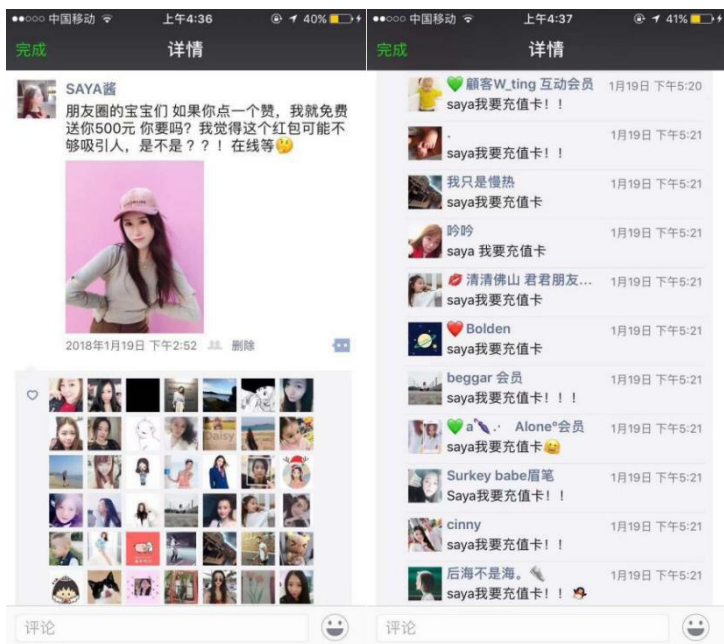 中国移动 上午4:36 40%
完成 详情
SAYA酱
朋友圈的宝宝们 如果你点一个赞，我就免费
送你500元 你要吗？我觉得这个红包可能不
够吸引人，是不是？？！在线等
2018年1月19日 下午2:52 删除
Daisy
评论
中国移动 上午4:37 41%
完成 详情
顧客W_ting 互动会员 1月19日 下午5:20
saya我要充值卡！！
. 1月19日 下午5:21
saya我要充值卡！！
我只是慢热 1月19日 下午5:21
saya我要充值卡
吟吟 1月19日 下午5:21
saya 我要充值卡
清清佛山 君君朋友... 1月19日 下午5:21
saya我要充值卡
Bolden 1月19日 下午5:21
saya我要充值卡
beggar 会员 1月19日 下午5:21
saya我要充值卡！！！
a .· Alone°会员 1月19日 下午5:21
saya我要充值卡
Surkey babe眉笔 1月19日 下午5:21
Saya我要充值卡！！
cinny 1月19日 下午5:21
saya我要充值卡！！
后海不是海。 1月19日 下午5:21
saya我要充值卡！！
评论